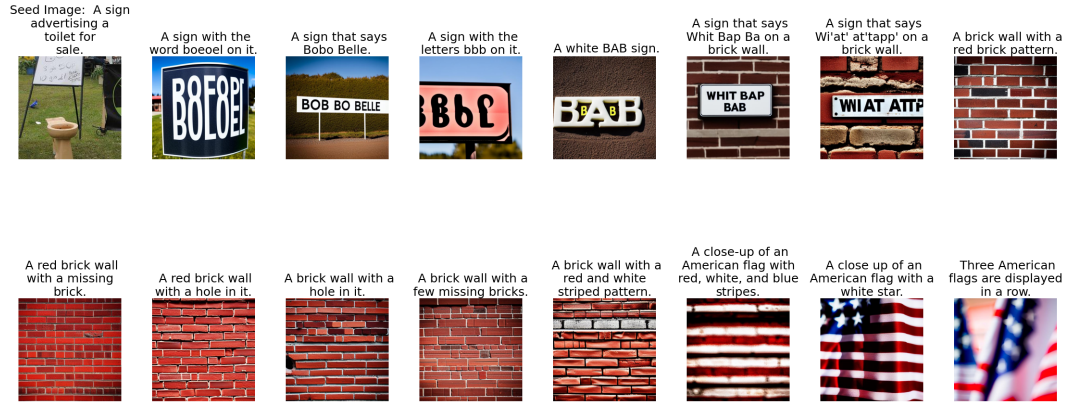 Seed Image:  A sign
advertising a
toilet for
sale.
A sign with the
word boeoel on it.
A sign that says
Bobo Belle.
A sign with the
letters bbb on it.
A white BAB sign.
A sign that says
Whit Bap Ba on a
brick wall.
A sign that says
Wi'at' at'tapp' on a
brick wall.
A brick wall with a
red brick pattern.
BOB BO BELLE
BAB
B B
WHIT BAP
BAB
WIAT ATTP
A red brick wall
with a missing
brick.
A red brick wall
with a hole in it.
A brick wall with a
hole in it.
A brick wall with a
few missing bricks.
A brick wall with a
red and white
striped pattern.
A close-up of an
American flag with
red, white, and blue
stripes.
A close up of an
American flag with a
white star.
Three American
flags are displayed
in a row.